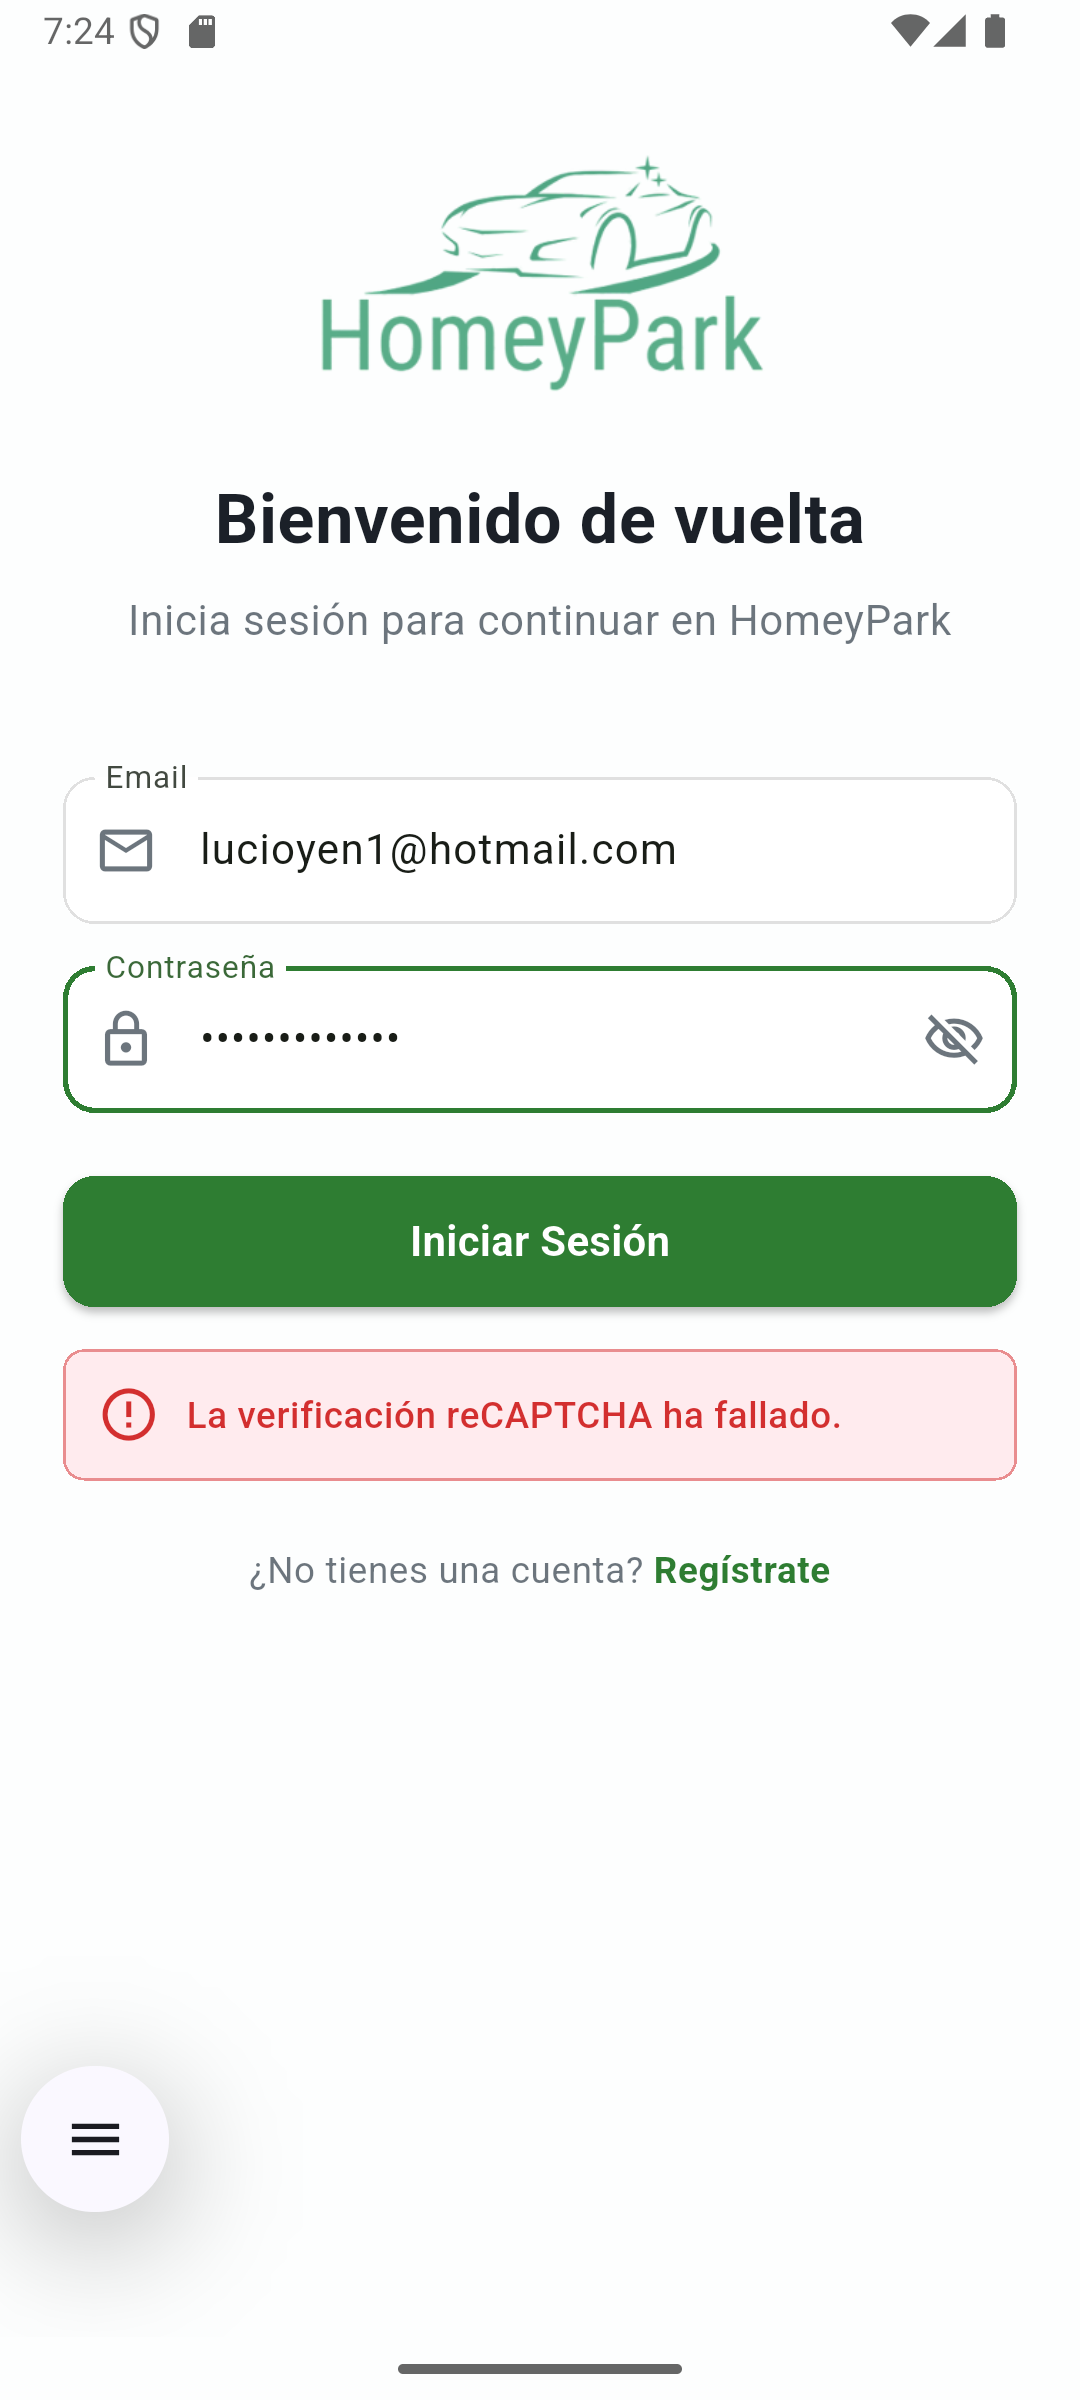 7:24
HomeyPark
Bienvenido de vuelta
Inicia sesión para continuar en HomeyPark
Email
lucioyen1@hotmail.com
Contraseña
•••••••••••••
Iniciar Sesión
La verificación reCAPTCHA ha fallado.
¿No tienes una cuenta? Regístrate